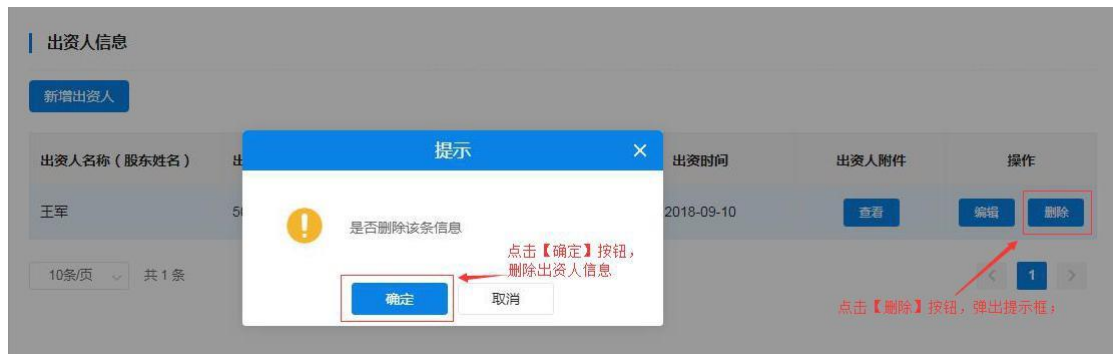 出资人信息
新增出资人
提示
出资人名称（股东姓名）
出资时间
出资人附件
操作
王军
2018-09-10
查看
编辑
删除
是否删除该条信息
点击【确定】按钮，
删除出资人信息
10条/页
共 1 条
确定
取消
1
点击【删除】按钮，弹出提示框；